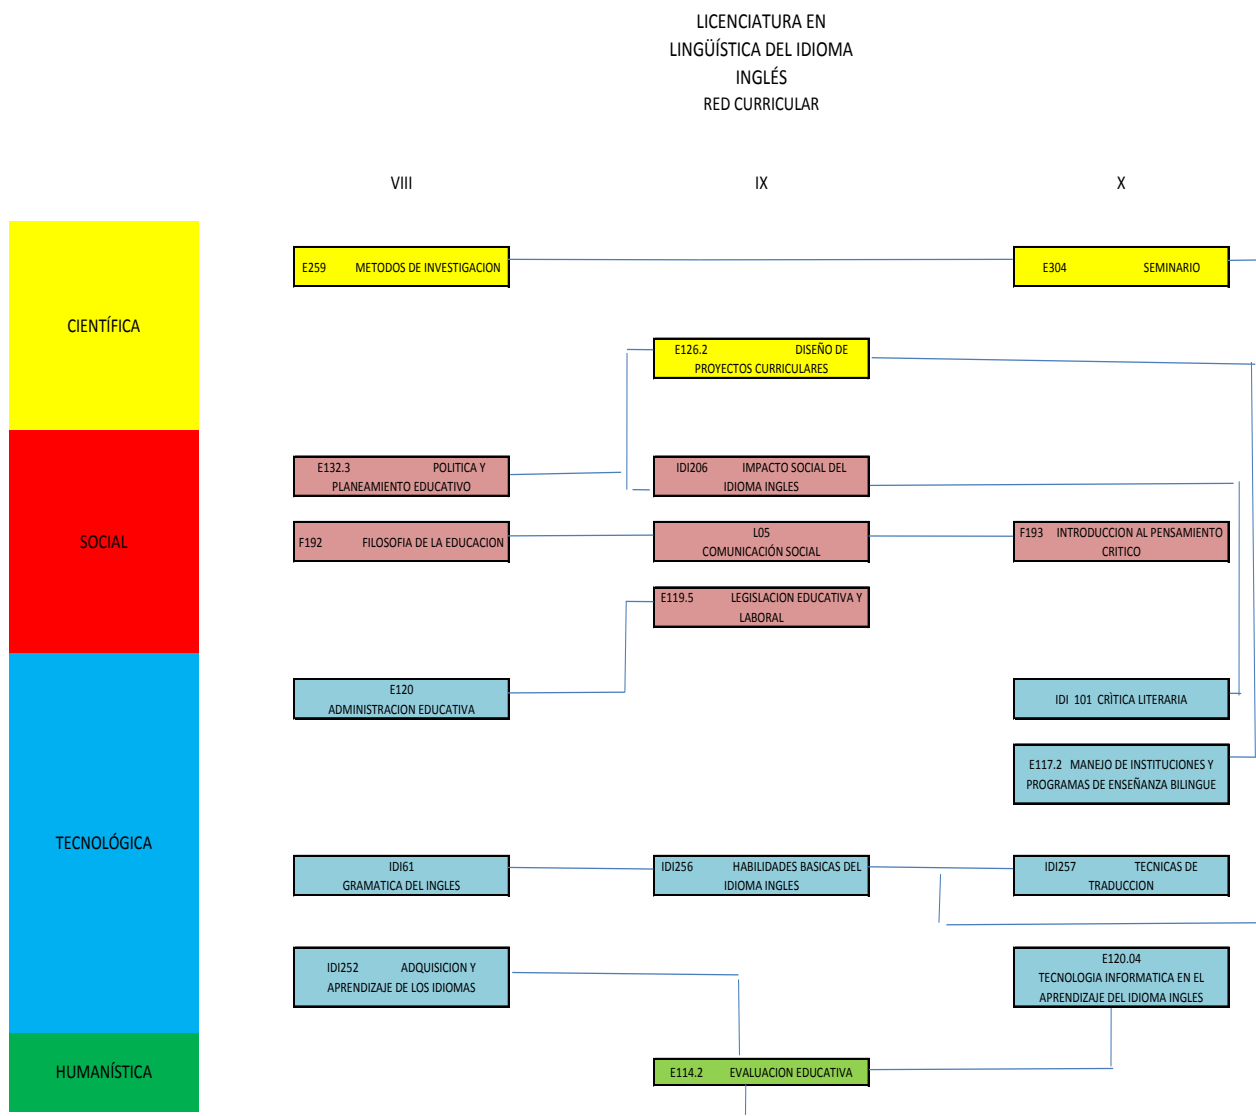 LICENCIATURA EN
LINGÜÍSTICA DEL IDIOMA
INGLÉS
RED CURRICULAR
VIII IX X
CIENTÍFICA
E259 METODOS DE INVESTIGACION
E304 SEMINARIO
E126.2 DISEÑO DE
PROYECTOS CURRICULARES
SOCIAL
E132.3 POLITICA Y
PLANEAMIENTO EDUCATIVO
IDI206 IMPACTO SOCIAL DEL
IDIOMA INGLES
F192 FILOSOFIA DE LA EDUCACION
L05
COMUNICACIÓN SOCIAL
F193 INTRODUCCION AL PENSAMIENTO
CRITICO
E119.5 LEGISLACION EDUCATIVA Y
LABORAL
TECNOLÓGICA
E120
ADMINISTRACION EDUCATIVA
IDI 101 CRÌTICA LITERARIA
E117.2 MANEJO DE INSTITUCIONES Y
PROGRAMAS DE ENSEÑANZA BILINGUE
IDI61
GRAMATICA DEL INGLES
IDI256 HABILIDADES BASICAS DEL
IDIOMA INGLES
IDI257 TECNICAS DE
TRADUCCION
IDI252 ADQUISICION Y
APRENDIZAJE DE LOS IDIOMAS
E120.04
TECNOLOGIA INFORMATICA EN EL
APRENDIZAJE DEL IDIOMA INGLES
HUMANÍSTICA
E114.2 EVALUACION EDUCATIVA